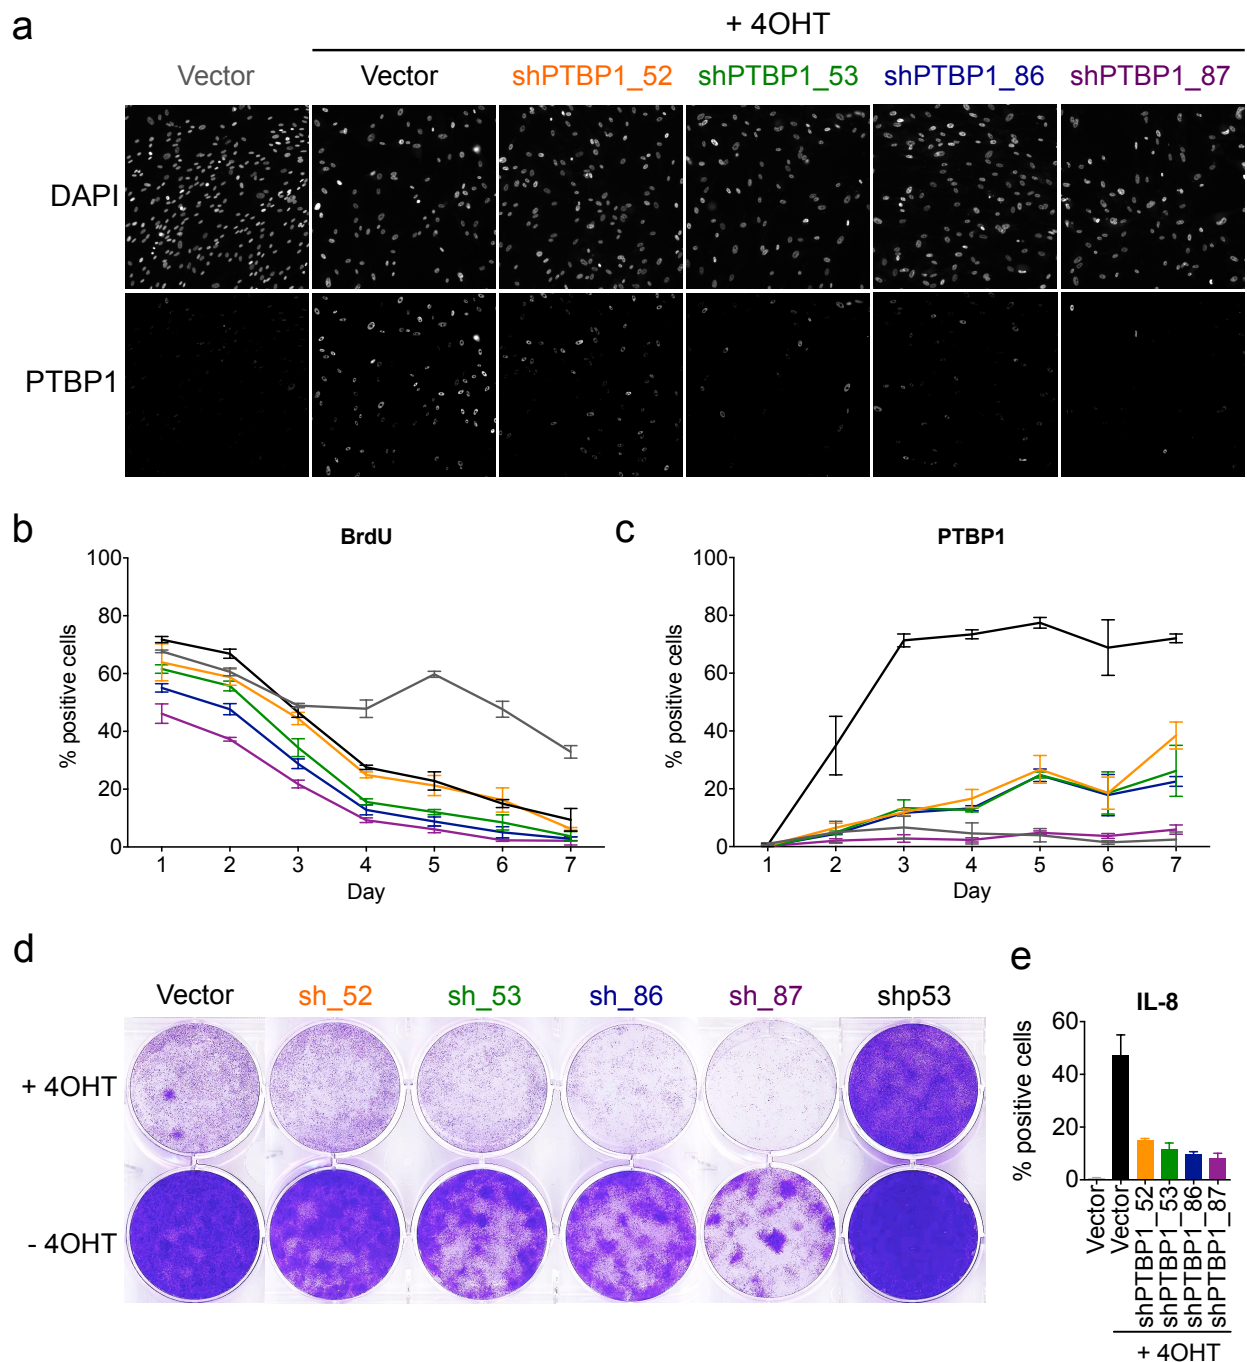 a
+ 4OHT
Vector Vector shPTBP1_52 shPTBP1_53 shPTBP1_86 shPTBP1_87
DAPI
PTBP1
b
BrdU
% positive cells
100
80
60
40
20
0
1 2 3 4 5 6 7
Day
c
PTBP1
% positive cells
100
80
60
40
20
0
1 2 3 4 5 6 7
Day
d
Vector sh_52 sh_53 sh_86 sh_87 shp53
+ 4OHT
- 4OHT
e
IL-8
% positive cells
60
40
20
0
Vector
Vector
shPTBP1_52
shPTBP1_53
shPTBP1_86
shPTBP1_87
+ 4OHT